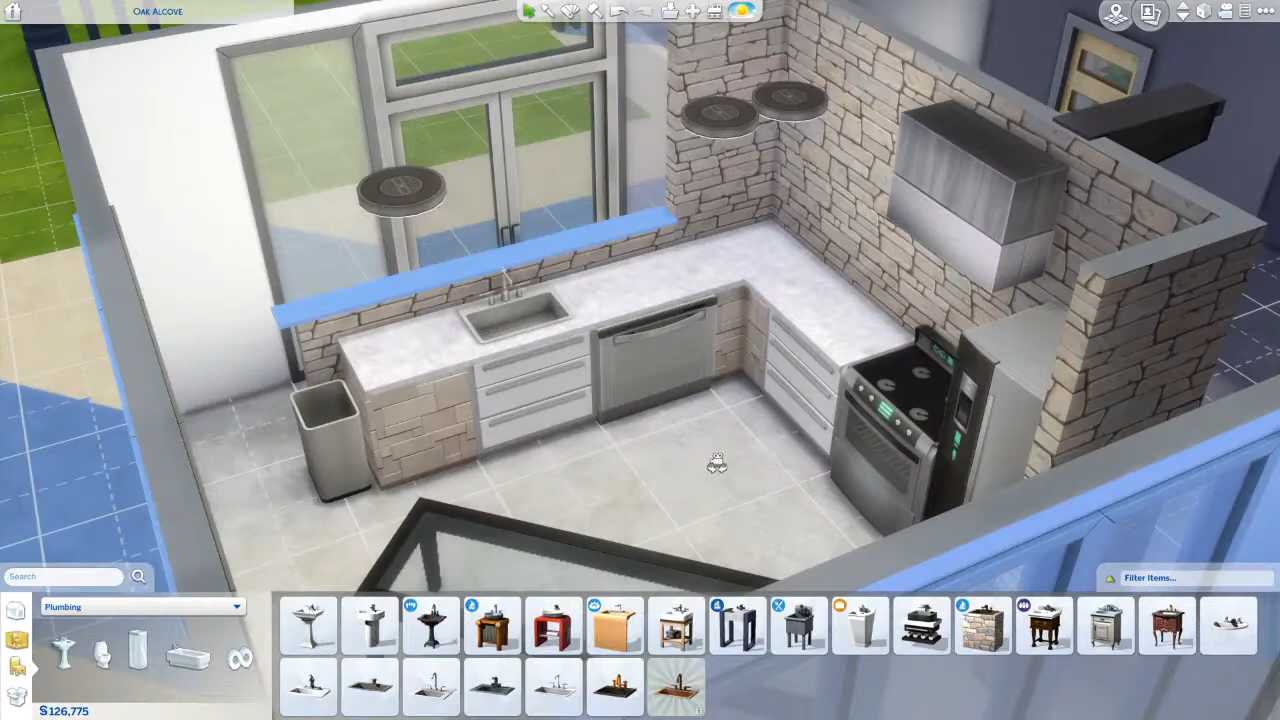 OAK ALCOVE
Search
Filter Items...
Plumbing
§126,775